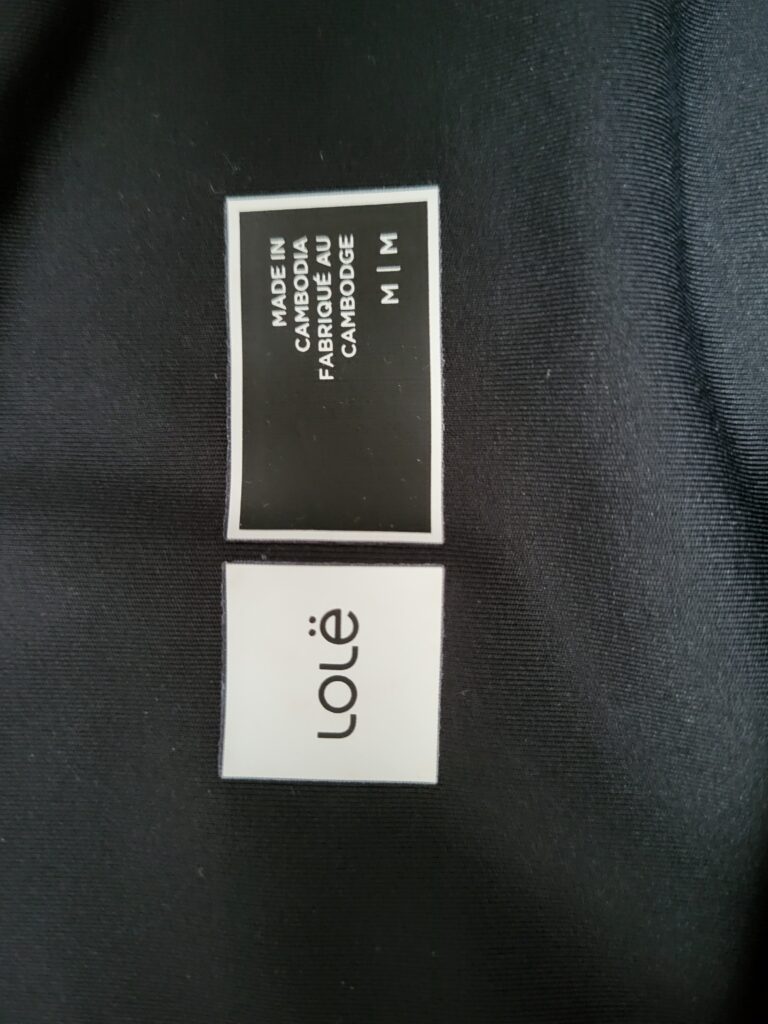 Lolë
MADE IN
CAMBODIA
FABRIQUÉ AU
CAMBODGE
M | M